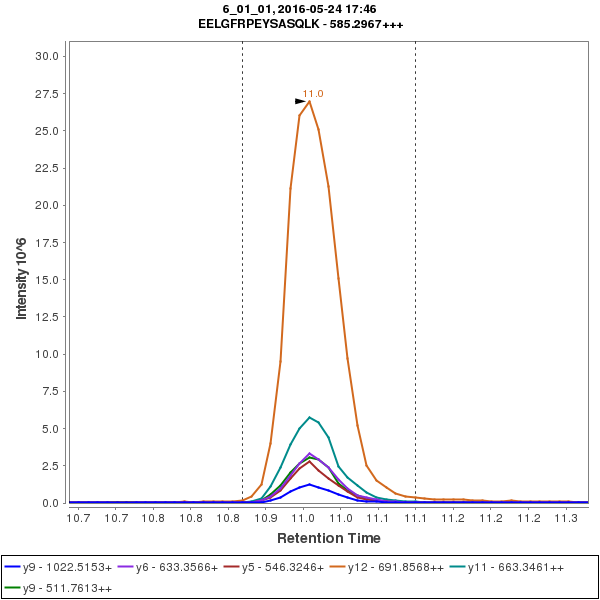 6_01_01, 2016-05-24 17:46
EELGFRPEYSASQLK - 585.2967+++
30.0
27.5
25.0
22.5
20.0
17.5
15.0
12.5
10.0
7.5
5.0
2.5
0.0
Intensity 10^6
11.0
10.7 10.7 10.8 10.8 10.8 10.9 11.0 11.0 11.1 11.1 11.2 11.2 11.2 11.3
Retention Time
y9 - 1022.5153+ y6 - 633.3566+ y5 - 546.3246+ y12 - 691.8568++ y11 - 663.3461++
y9 - 511.7613++